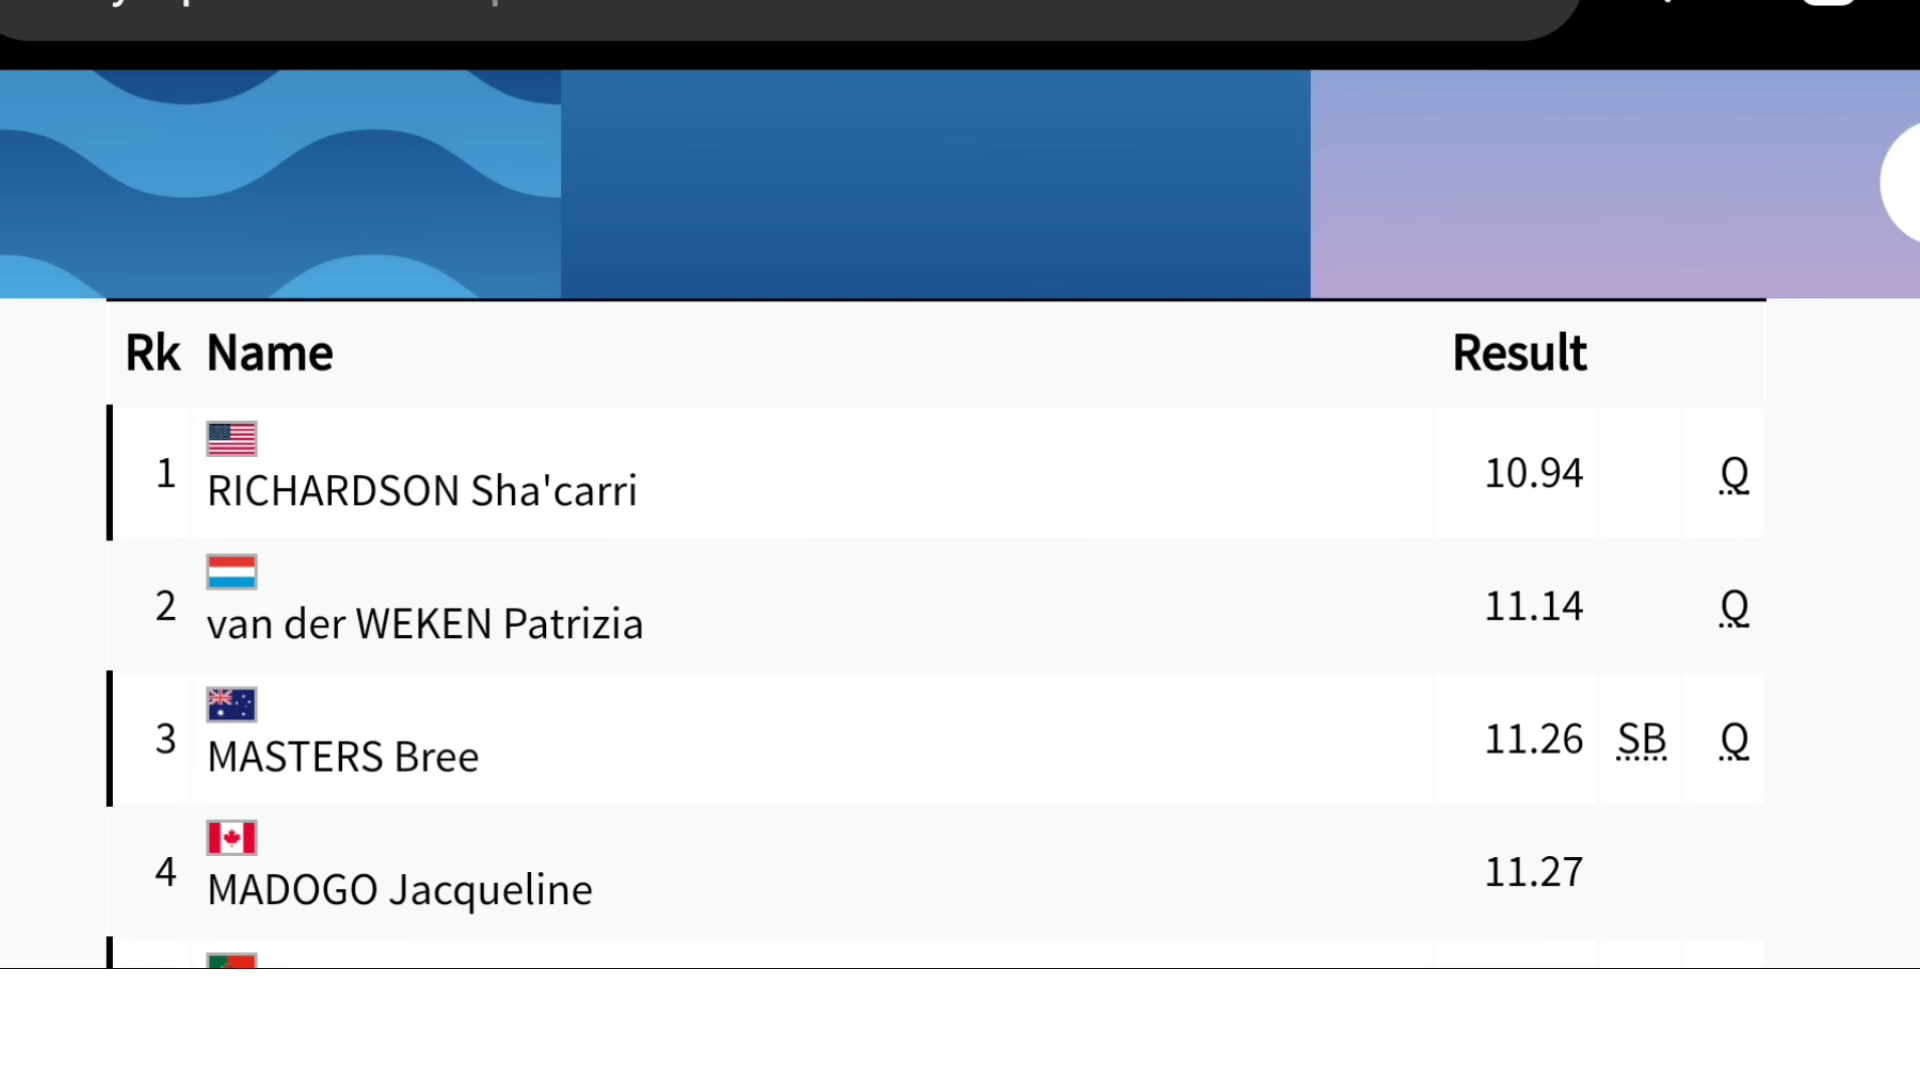 Rk Name Result
1 RICHARDSON Sha'carri 10.94 Q
2 van der WEKEN Patrizia 11.14 Q
3 MASTERS Bree 11.26 SB Q
4 MADOGO Jacqueline 11.27